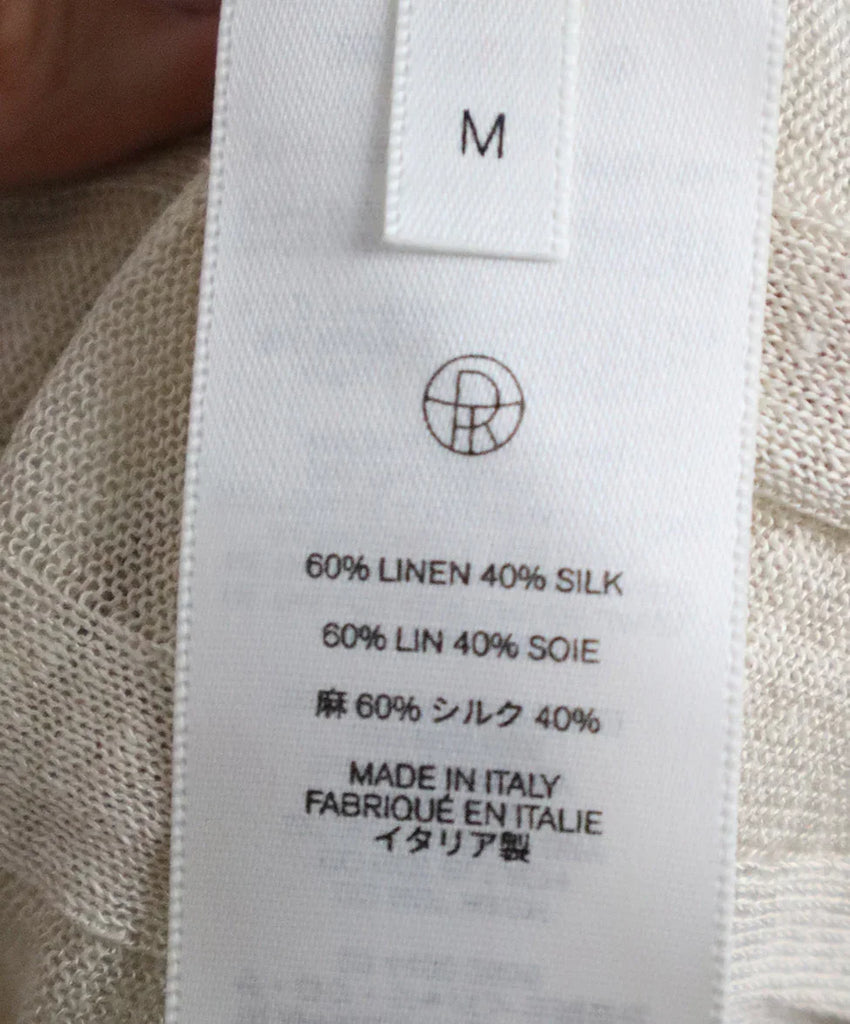 M
60% LINEN 40% SILK
60% LIN 40% SOIE
麻 60% シルク 40%
MADE IN ITALY
FABRIQUÉ EN ITALIE
イタリア製